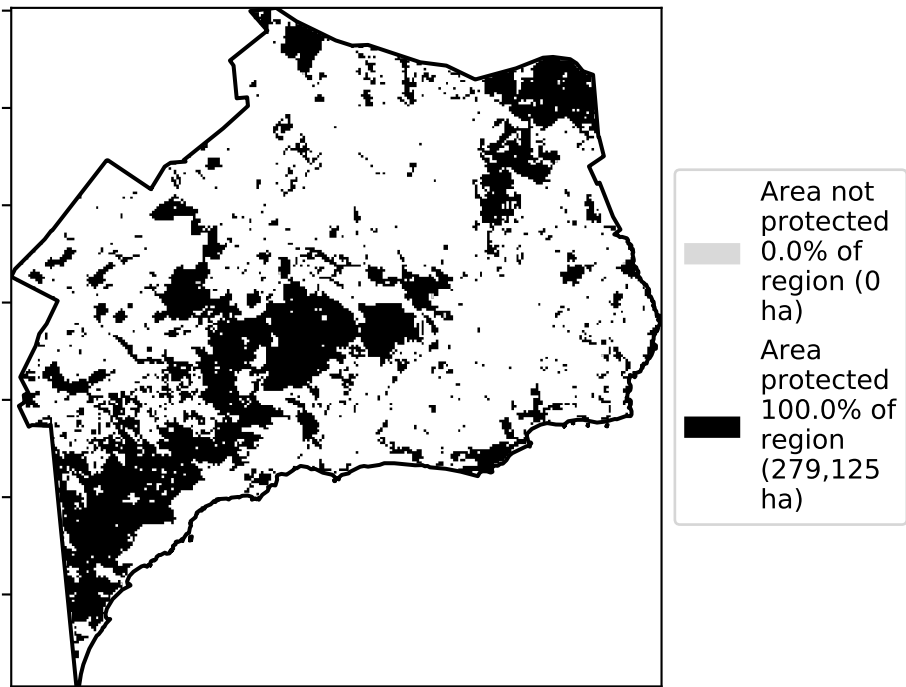 Area not
protected
0.0% of
region (0
ha)
Area
protected
100.0% of
region
(279,125
ha)